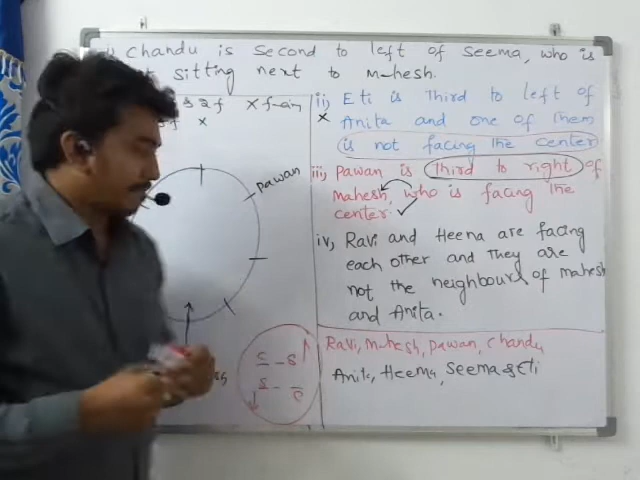 i, Chandu is second to left of Seema, who is
sitting next to Mahesh.
x
Pawan
ii, Eti is Third to left of
x Anita and one of Them
is not facing the center
iii, Pawan is Third to right of
Mahesh, who is facing the
center.
iv, Ravi and Heena are facing
each other and They are
not the neighbours of mahesh
and Anita.
Ravi, Mahesh, pawan, chandu
Anita, Heena, Seema & Eti